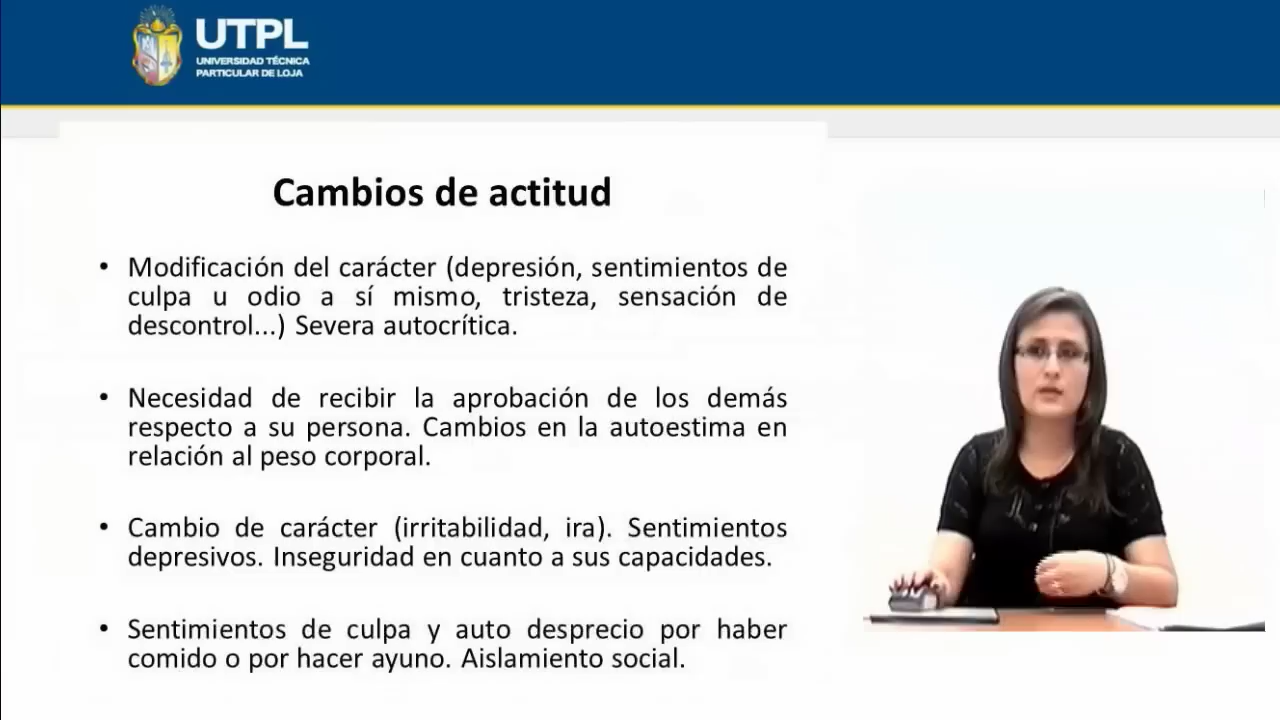 UTPL
UNIVERSIDAD TÉCNICA
PARTICULAR DE LOJA
Cambios de actitud
• Modificación del carácter (depresión, sentimientos de
culpa u odio a sí mismo, tristeza, sensación de
descontrol...) Severa autocrítica.
• Necesidad de recibir la aprobación de los demás
respecto a su persona. Cambios en la autoestima en
relación al peso corporal.
• Cambio de carácter (irritabilidad, ira). Sentimientos
depresivos. Inseguridad en cuanto a sus capacidades.
• Sentimientos de culpa y auto desprecio por haber
comido o por hacer ayuno. Aislamiento social.